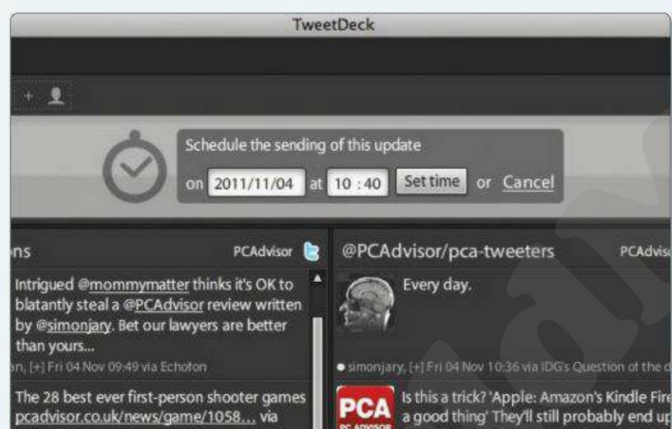 TweetDeck
+
Schedule the sending of this update
on 2011/11/04 at 10 : 40 Set time or Cancel
ns PCAdvisor
Intrigued @mommymatter thinks it's OK to
blatantly steal a @PCAdvisor review written
by @simonjary. Bet our lawyers are better
than yours...
an, [+] Fri 04 Nov 09:49 via Echofon
The 28 best ever first-person shooter games
pcadvisor.co.uk/news/game/1058... via
@PCAdvisor/pca-tweeters PCAdvis
Every day.
simonjary, [+] Fri 04 Nov 10:36 via IDG's Question of the d
PCA
PC ADVISOR
Is this a trick? 'Apple: Amazon's Kindle Fire
a good thing' They'll still probably end up